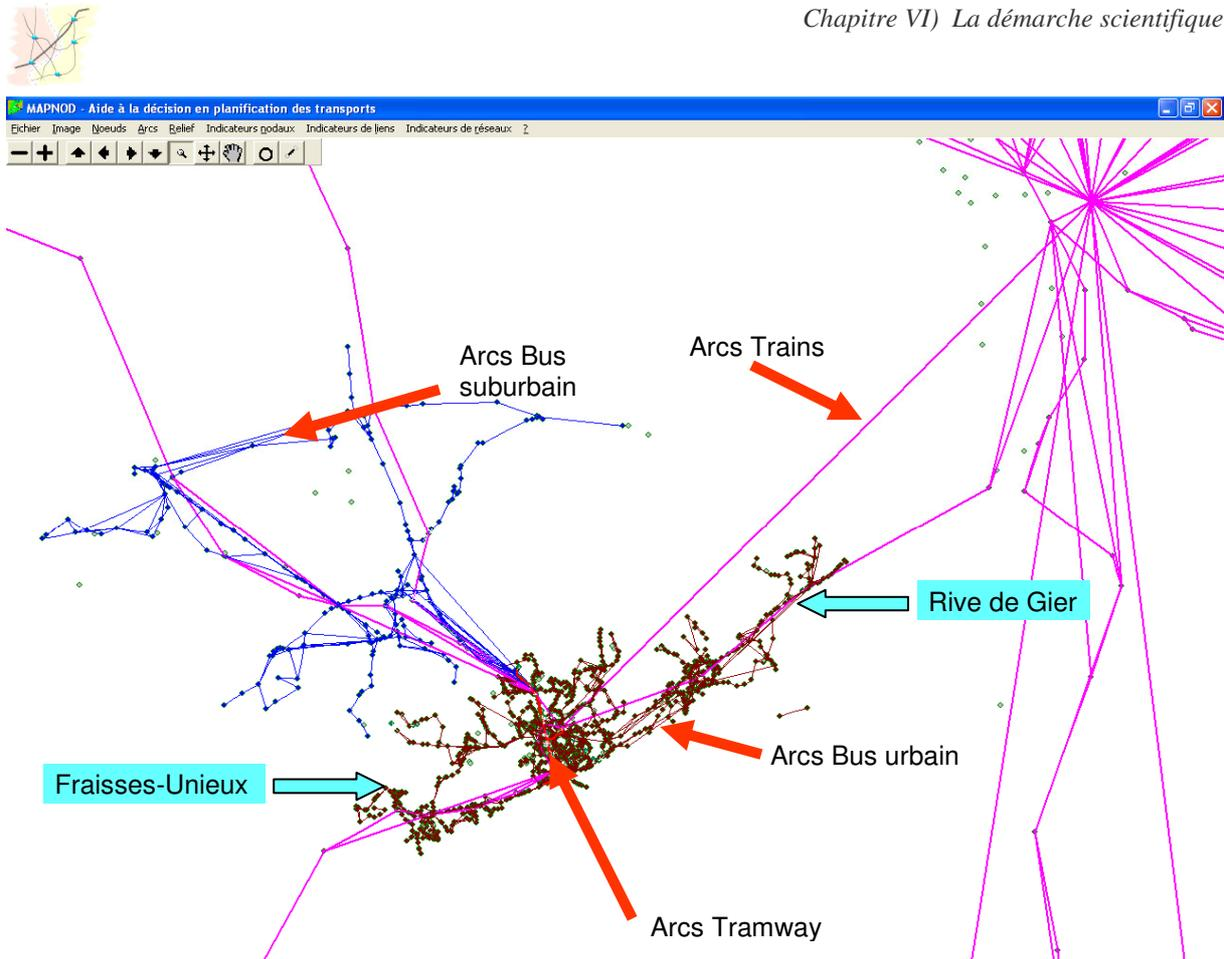 Chapitre VI) La démarche scientifique
MAPNOD - Aide à la décision en planification des transports
Fichier Image Noeuds Arcs Relief Indicateurs nodaux Indicateurs de liens Indicateurs de réseaux ?
Arcs Bus
suburbain
Arcs Trains
Rive de Gier
Arcs Bus urbain
Fraisses-Unieux
Arcs Tramway